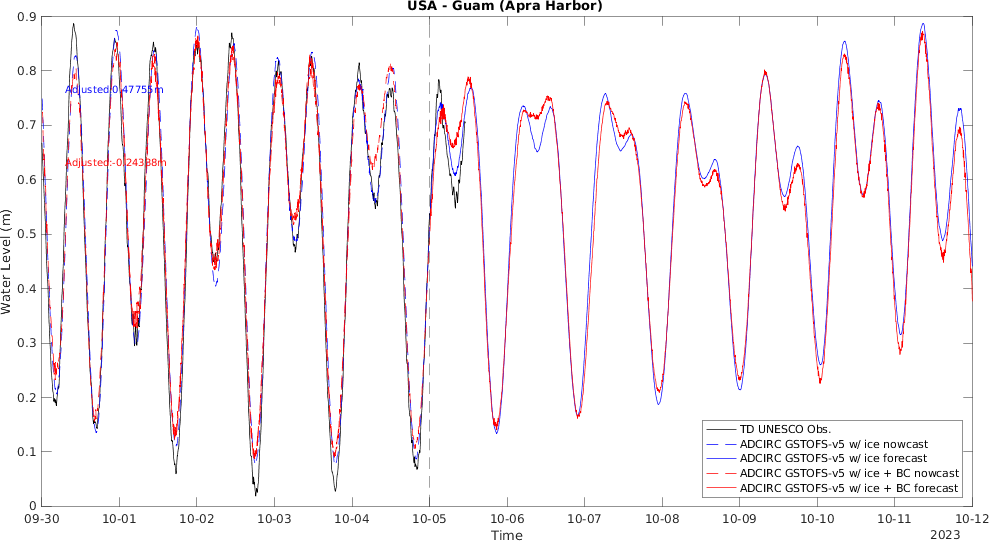 USA - Guam (Apra Harbor)
0.9
0.8
0.7
0.6
0.5
0.4
0.3
0.2
0.1
0
Water Level (m)
Adjusted:0.47755m
Adjusted:-0.24388m
TD UNESCO Obs.
ADCIRC GSTOFS-v5 w/ ice nowcast
ADCIRC GSTOFS-v5 w/ ice forecast
ADCIRC GSTOFS-v5 w/ ice + BC nowcast
ADCIRC GSTOFS-v5 w/ ice + BC forecast
09-30 10-01 10-02 10-03 10-04 10-05 10-06 10-07 10-08 10-09 10-10 10-11 10-12
Time
2023